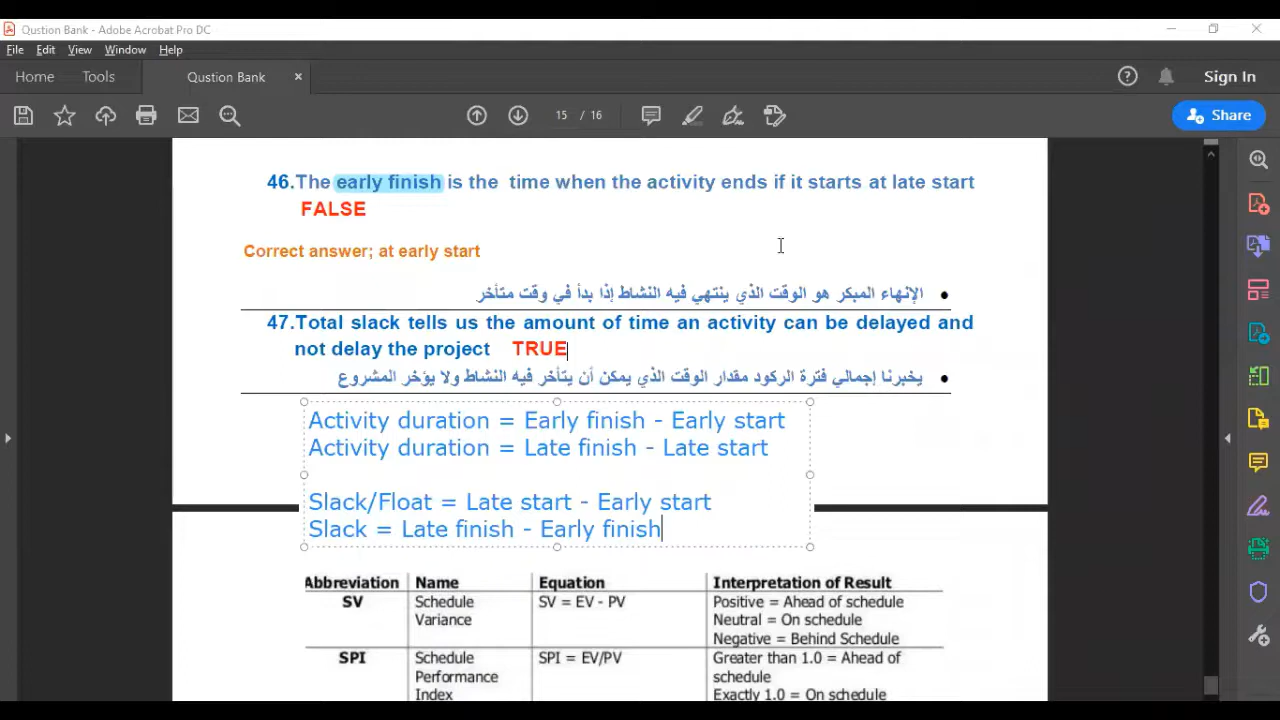 Qustion Bank - Adobe Acrobat Pro DC
File Edit View Window Help
Home Tools Qustion Bank × Sign In
15 / 16 Share
46.The early finish is the time when the activity ends if it starts at late start
FALSE
Correct answer; at early start
• الإنهاء المبكر هو الوقت الذي ينتهي فيه النشاط إذا بدأ في وقت متأخر
47.Total slack tells us the amount of time an activity can be delayed and
not delay the project TRUE
• يخبرنا إجمالي فترة الركود مقدار الوقت الذي يمكن أن يتأخر فيه النشاط ولا يؤخر المشروع
Activity duration = Early finish - Early start
Activity duration = Late finish - Late start
Slack/Float = Late start - Early start
Slack = Late finish - Early finish
Abbreviation Name Equation Interpretation of Result
SV Schedule SV = EV - PV Positive = Ahead of schedule
Variance Neutral = On schedule
Negative = Behind Schedule
SPI Schedule SPI = EV/PV Greater than 1.0 = Ahead of
Performance schedule
Index Exactly 1.0 = On schedule